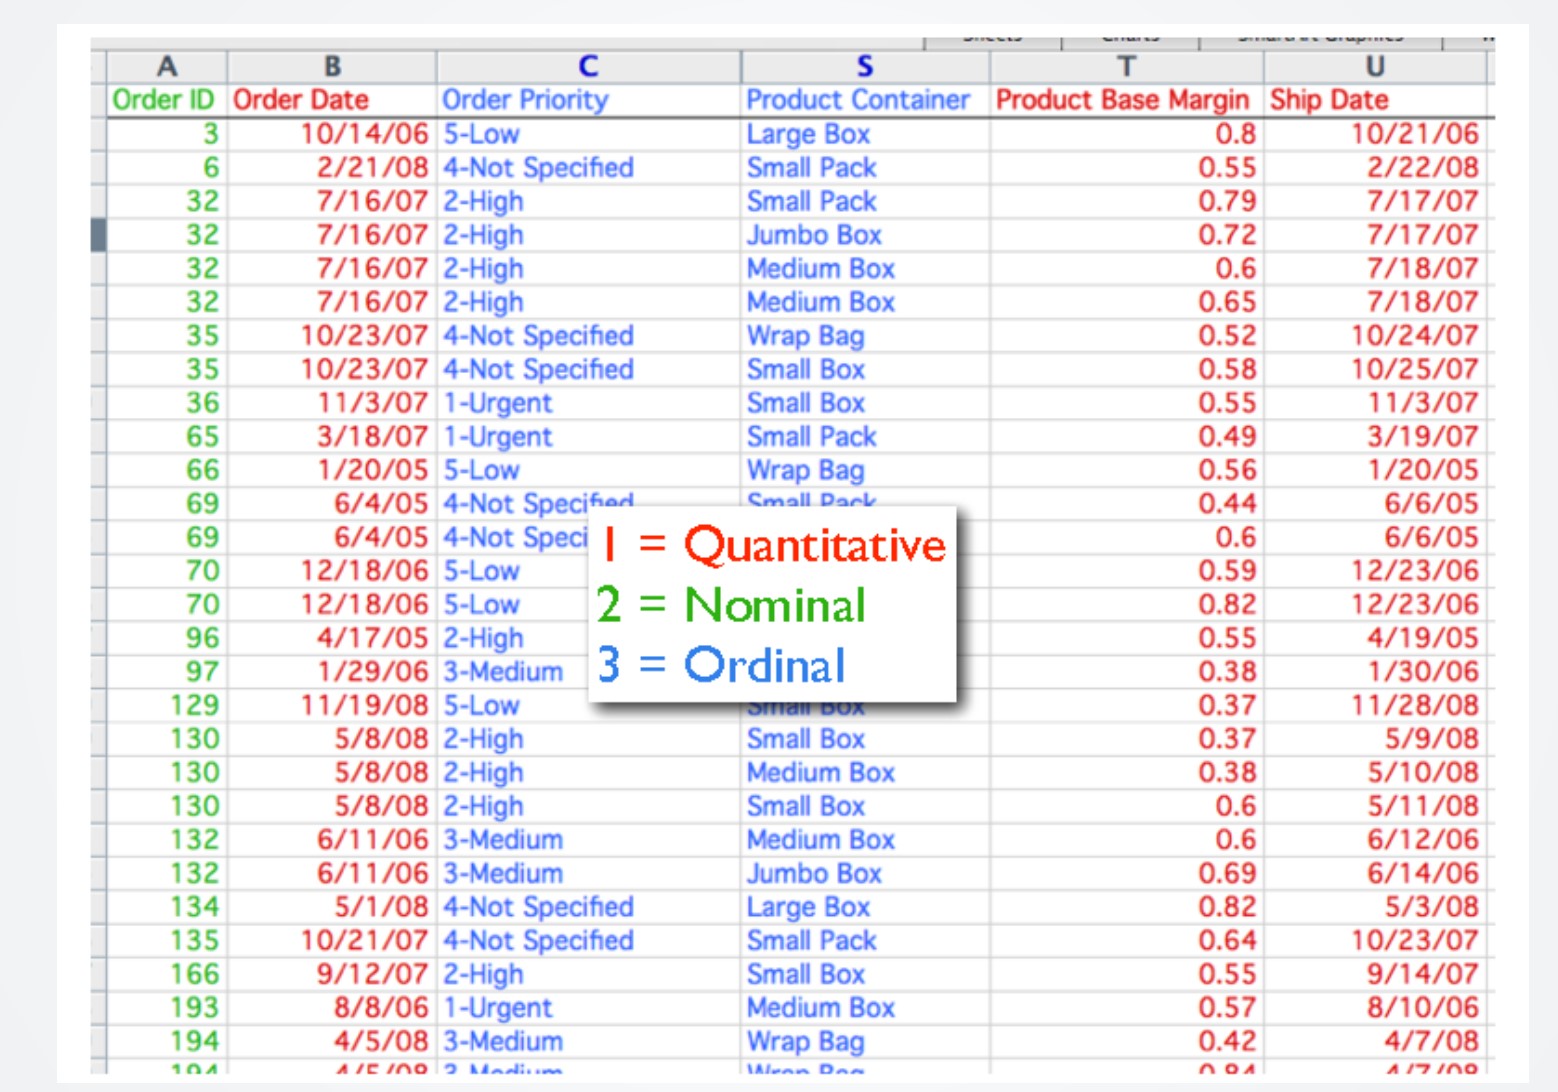 Sheets Charts SmartArt Graphics
A B C S T U
Order ID Order Date Order Priority Product Container Product Base Margin Ship Date
3 10/14/06 5-Low Large Box 0.8 10/21/06
6 2/21/08 4-Not Specified Small Pack 0.55 2/22/08
32 7/16/07 2-High Small Pack 0.79 7/17/07
32 7/16/07 2-High Jumbo Box 0.72 7/17/07
32 7/16/07 2-High Medium Box 0.6 7/18/07
32 7/16/07 2-High Medium Box 0.65 7/18/07
35 10/23/07 4-Not Specified Wrap Bag 0.52 10/24/07
35 10/23/07 4-Not Specified Small Box 0.58 10/25/07
36 11/3/07 1-Urgent Small Box 0.55 11/3/07
65 3/18/07 1-Urgent Small Pack 0.49 3/19/07
66 1/20/05 5-Low Wrap Bag 0.56 1/20/05
69 6/4/05 4-Not Specified Small Pack 0.44 6/6/05
69 6/4/05 4-Not Speci 0.6 6/6/05
1 = Quantitative
70 12/18/06 5-Low 0.59 12/23/06
70 12/18/06 5-Low 0.82 12/23/06
2 = Nominal
96 4/17/05 2-High 0.55 4/19/05
97 1/29/06 3-Medium 0.38 1/30/06
3 = Ordinal
129 11/19/08 5-Low Small Box 0.37 11/28/08
130 5/8/08 2-High Small Box 0.37 5/9/08
130 5/8/08 2-High Medium Box 0.38 5/10/08
130 5/8/08 2-High Small Box 0.6 5/11/08
132 6/11/06 3-Medium Medium Box 0.6 6/12/06
132 6/11/06 3-Medium Jumbo Box 0.69 6/14/06
134 5/1/08 4-Not Specified Large Box 0.82 5/3/08
135 10/21/07 4-Not Specified Small Pack 0.64 10/23/07
166 9/12/07 2-High Small Box 0.55 9/14/07
193 8/8/06 1-Urgent Medium Box 0.57 8/10/06
194 4/5/08 3-Medium Wrap Bag 0.42 4/7/08
194 4/5/08 3-Medium Wrap Bag 0.84 4/7/08